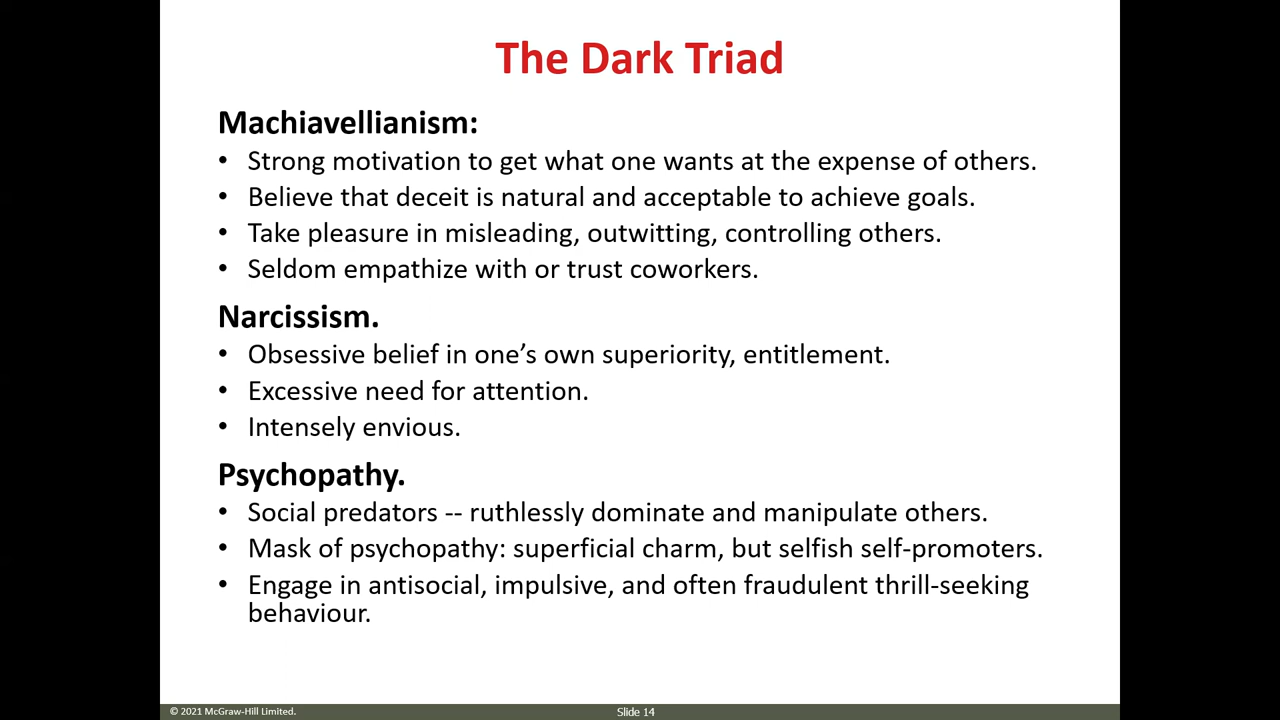 The Dark Triad
Machiavellianism:
• Strong motivation to get what one wants at the expense of others.
• Believe that deceit is natural and acceptable to achieve goals.
• Take pleasure in misleading, outwitting, controlling others.
• Seldom empathize with or trust coworkers.
Narcissism.
• Obsessive belief in one’s own superiority, entitlement.
• Excessive need for attention.
• Intensely envious.
Psychopathy.
• Social predators -- ruthlessly dominate and manipulate others.
• Mask of psychopathy: superficial charm, but selfish self-promoters.
• Engage in antisocial, impulsive, and often fraudulent thrill-seeking
behaviour.
© 2021 McGraw-Hill Limited.
Slide 14